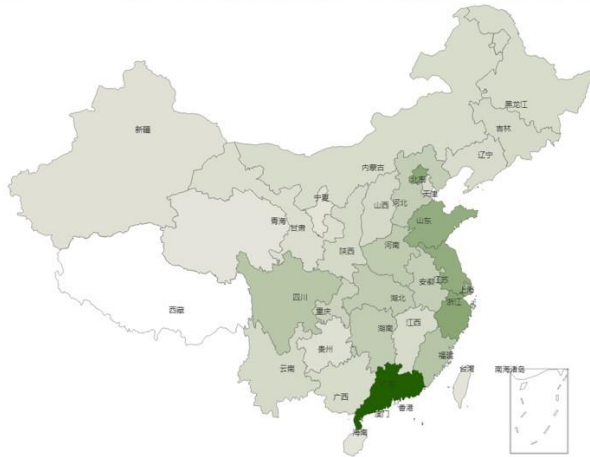 黑龙江
吉林
新疆
辽宁
内蒙古
北京
天津
宁夏
山西
河北
青海
山东
甘肃
河南
陕西
安徽
江苏
上海
四川
湖北
浙江
西藏
重庆
江西
湖南
贵州
福建
云南
台湾
南海诸岛
广西
香港
澳门
海南